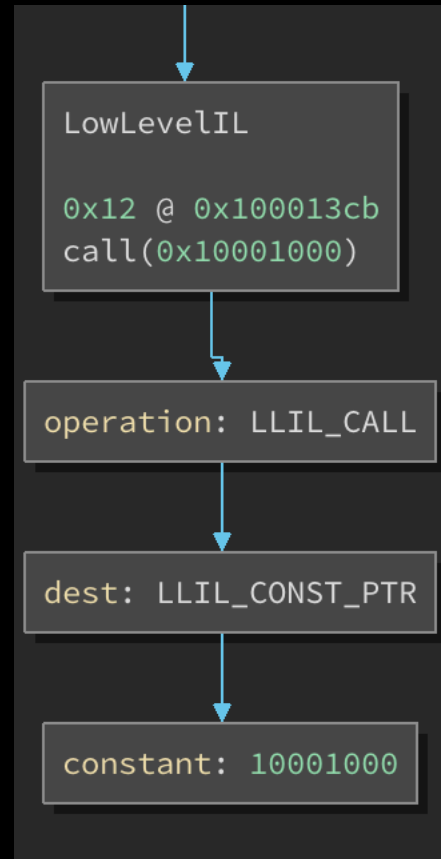 LowLevelIL
0x12 @ 0x100013cb
call(0x10001000)
operation: LLIL_CALL
dest: LLIL_CONST_PTR
constant: 10001000